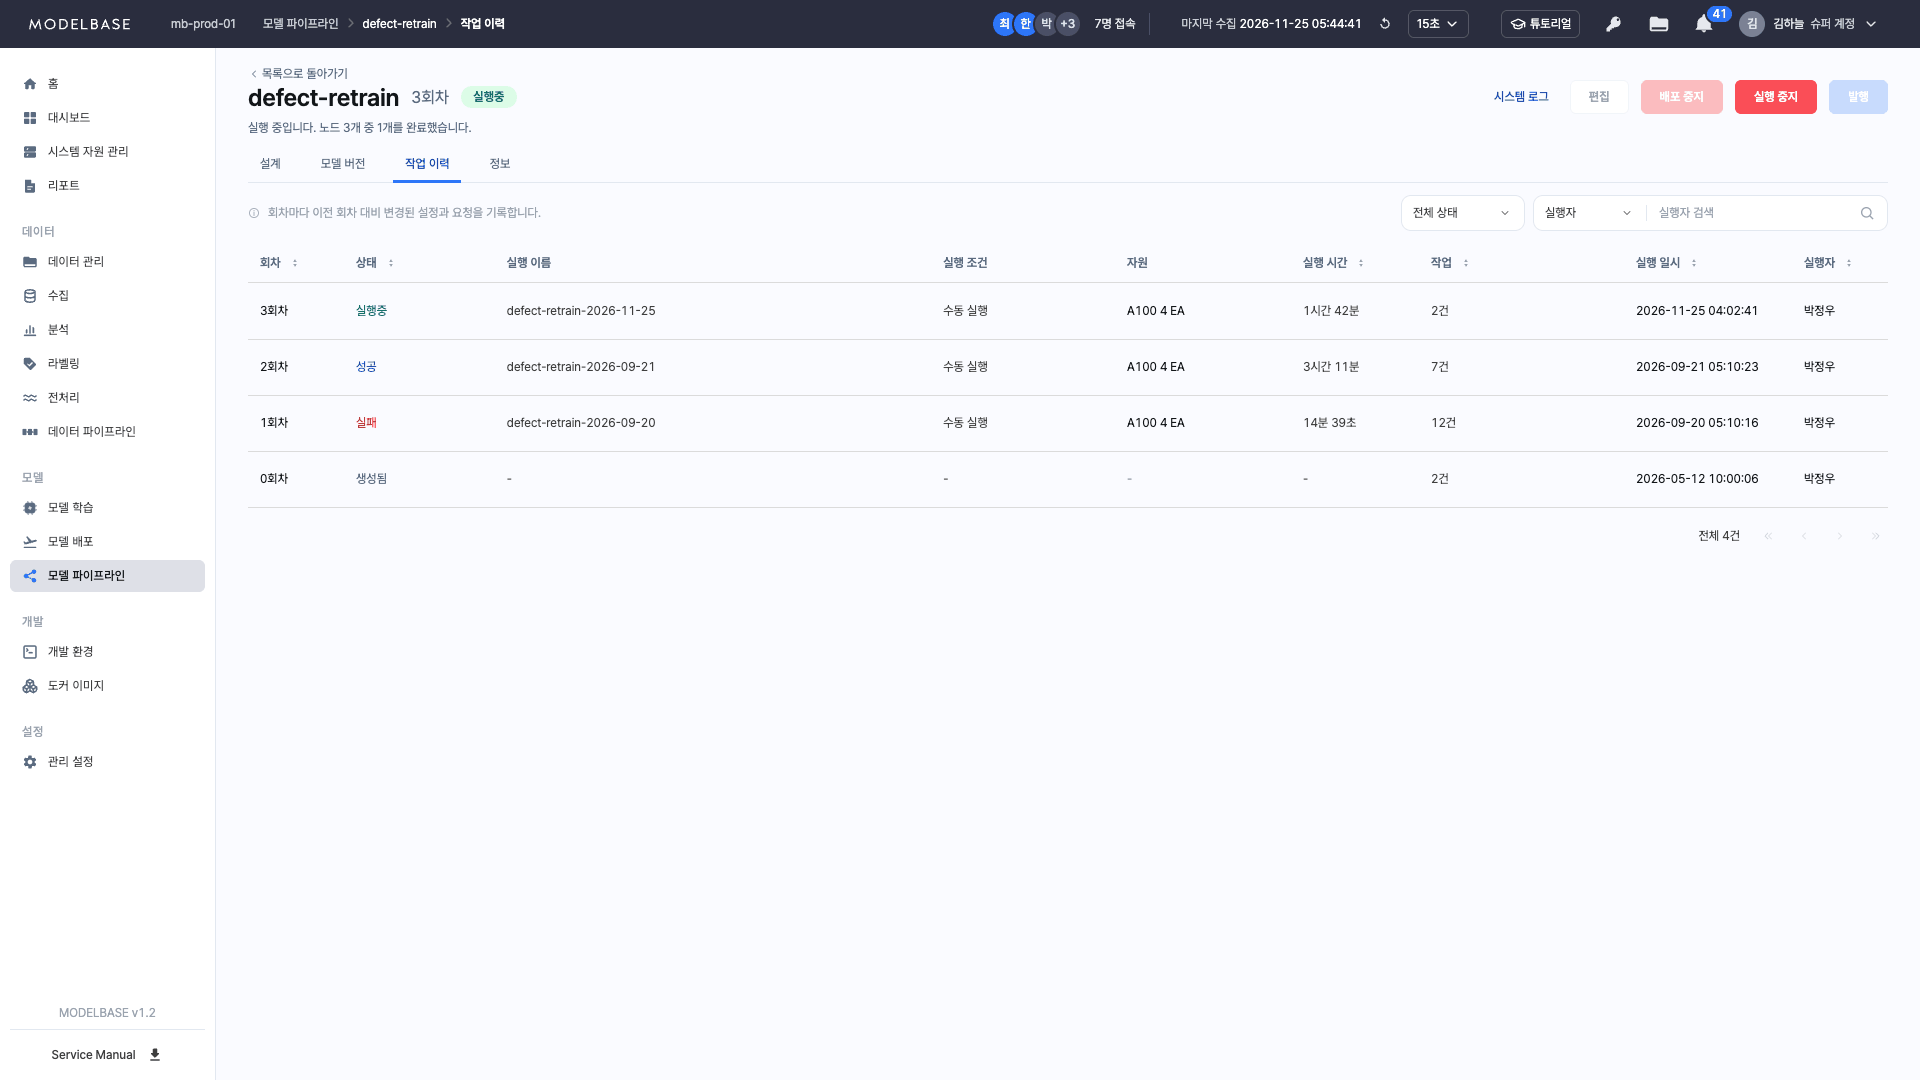 MODELBASE
mb-prod-01
모델 파이프라인 > defect-retrain > 작업 이력
최 한 박 +3 7명 접속
마지막 수집 2026-11-25 05:44:41
15초
튜토리얼
41
김 김하늘 슈퍼 계정
홈
대시보드
시스템 자원 관리
리포트
데이터
데이터 관리
수집
분석
라벨링
전처리
데이터 파이프라인
모델
모델 학습
모델 배포
모델 파이프라인
개발
개발 환경
도커 이미지
설정
관리 설정
MODELBASE v1.2
Service Manual
목록으로 돌아가기
defect-retrain 3회차 실행중
실행 중입니다. 노드 3개 중 1개를 완료했습니다.
시스템 로그 편집 배포 중지 실행 중지 발행
설계 모델 버전 작업 이력 정보
회차마다 이전 회차 대비 변경된 설정과 요청을 기록합니다.
전체 상태 실행자 실행자 검색
회차 상태 실행 이름 실행 조건 자원 실행 시간 작업 실행 일시 실행자
3회차 실행중 defect-retrain-2026-11-25 수동 실행 A100 4 EA 1시간 42분 2건 2026-11-25 04:02:41 박정우
2회차 성공 defect-retrain-2026-09-21 수동 실행 A100 4 EA 3시간 11분 7건 2026-09-21 05:10:23 박정우
1회차 실패 defect-retrain-2026-09-20 수동 실행 A100 4 EA 14분 39초 12건 2026-09-20 05:10:16 박정우
0회차 생성됨 - - - - 2건 2026-05-12 10:00:06 박정우
전체 4건 « ‹ › »